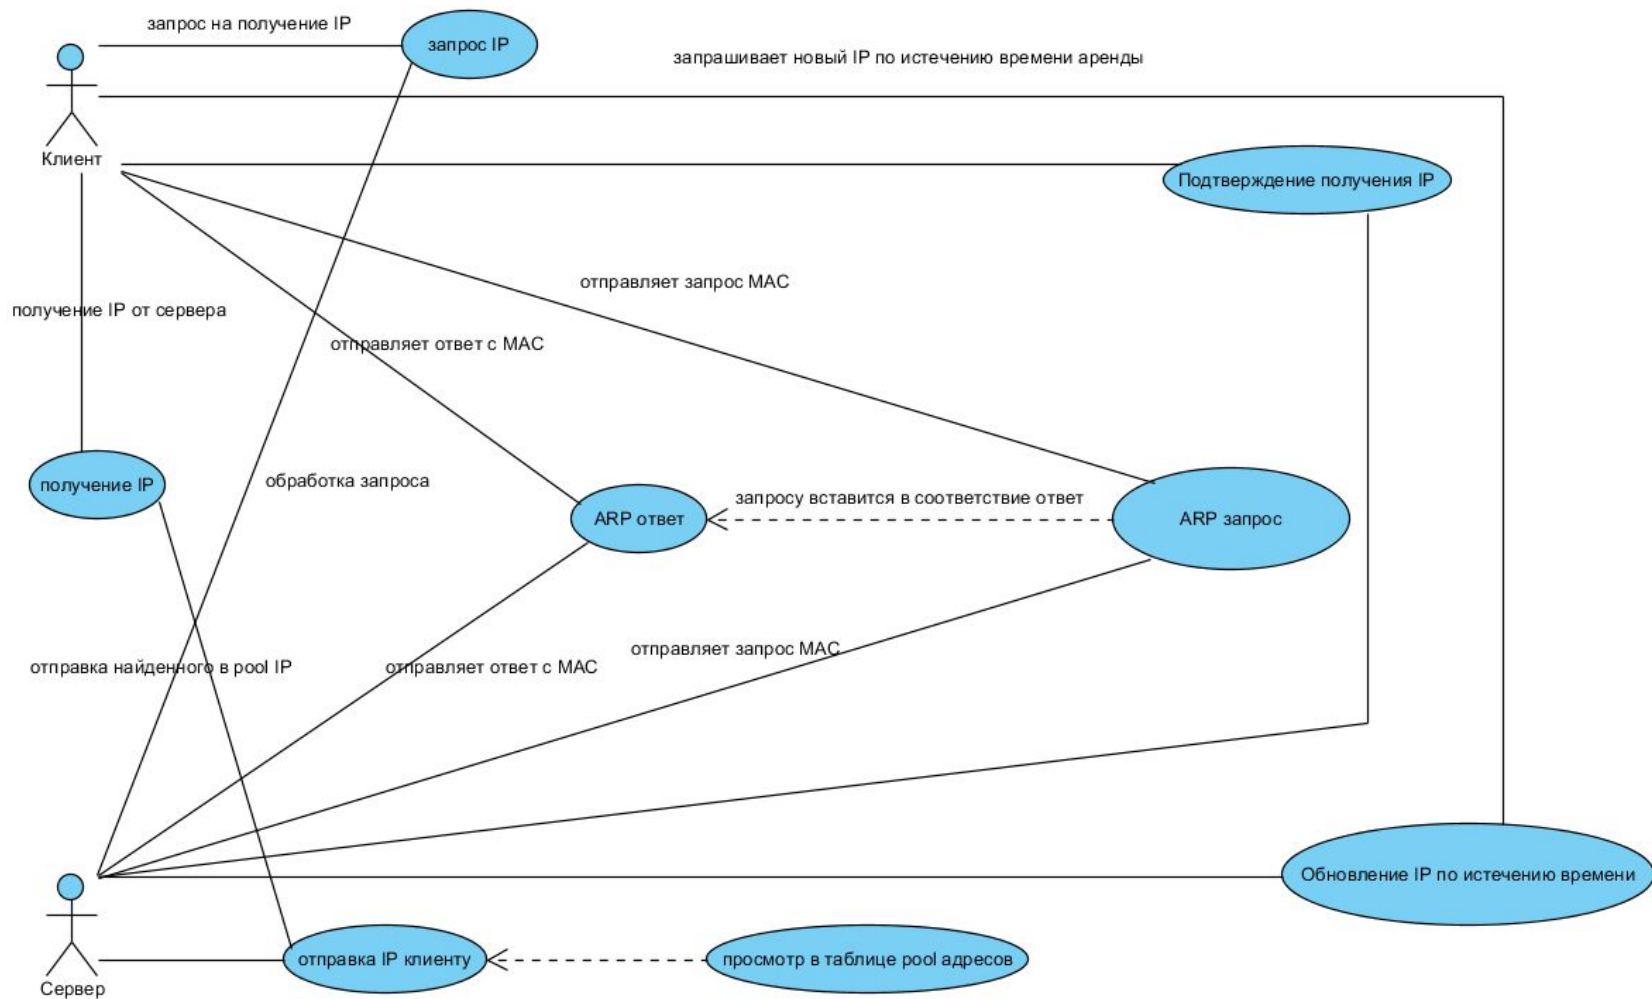 запрос на получение IP
запрос IP
запрашивает новый IP по истечению времени аренды
Клиент
Подтверждение получения IP
отправляет запрос MAC
получение IP от сервера
отправляет ответ с MAC
обработка запроса
получение IP
запросу вставится в соответствие ответ
ARP ответ
ARP запрос
отправляет запрос MAC
отправка найденного в pool IP
отправляет ответ с MAC
Обновление IP по истечению времени
отправка IP клиенту
просмотр в таблице pool адресов
Сервер